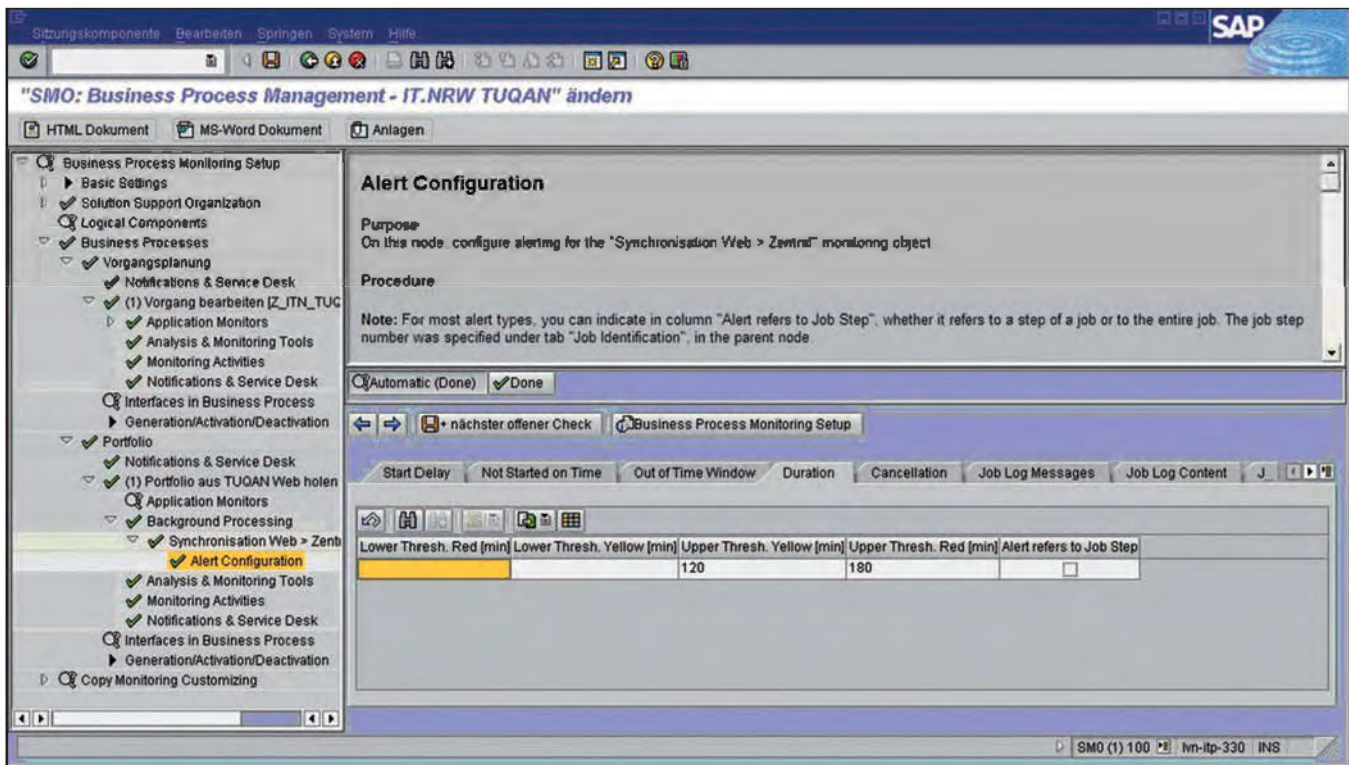 Sitzungskomponente Bearbeiten Springen System Hilfe
SAP
"SMO: Business Process Management - IT.NRW TUQAN" ändern
HTML Dokument MS-Word Dokument Anlagen
Business Process Monitoring Setup
Basic Settings
Solution Support Organization
Logical Components
Business Processes
Vorgangsplanung
Notifications & Service Desk
(1) Vorgang bearbeiten [Z_ITN_TUQ
Application Monitors
Analysis & Monitoring Tools
Monitoring Activities
Notifications & Service Desk
Interfaces in Business Process
Generation/Activation/Deactivation
Portfolio
Notifications & Service Desk
(1) Portfolio aus TUQAN Web holen
Application Monitors
Background Processing
Synchronisation Web > Zentr
Alert Configuration
Analysis & Monitoring Tools
Monitoring Activities
Notifications & Service Desk
Interfaces in Business Process
Generation/Activation/Deactivation
Copy Monitoring Customizing
Alert Configuration
Purpose
On this node, configure alerting for the "Synchronisation Web > Zentral" monitoring object
Procedure
Note: For most alert types, you can indicate in column "Alert refers to Job Step", whether it refers to a step of a job or to the entire job. The job step
number was specified under tab "Job Identification", in the parent node.
Automatic (Done) Done
+ nächster offener Check Business Process Monitoring Setup
Start Delay Not Started on Time Out of Time Window Duration Cancellation Job Log Messages Job Log Content J
Lower Thresh. Red [min] Lower Thresh. Yellow [min] Upper Thresh. Yellow [min] Upper Thresh. Red [min] Alert refers to Job Step
120 180
SM0 (1) 100 lvn-itp-330 INS